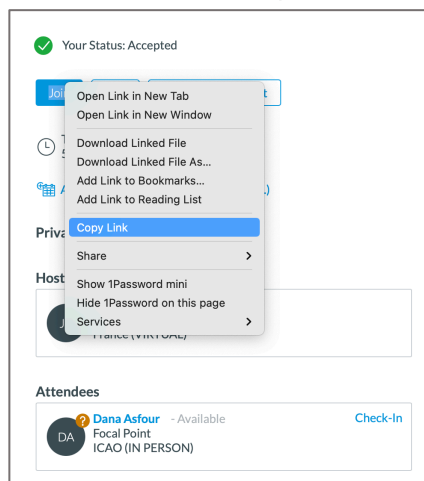 Your Status: Accepted
Joi
t
Open Link in New Tab
Open Link in New Window
Download Linked File
Download Linked File As...
Add Link to Bookmarks...
Add Link to Reading List
Copy Link
Share
Show 1Password mini
Hide 1Password on this page
Services
Priva
Host
France (VIRTUAL)
Attendees
DA
?
Dana Asfour - Available
Check-In
Focal Point
ICAO (IN PERSON)